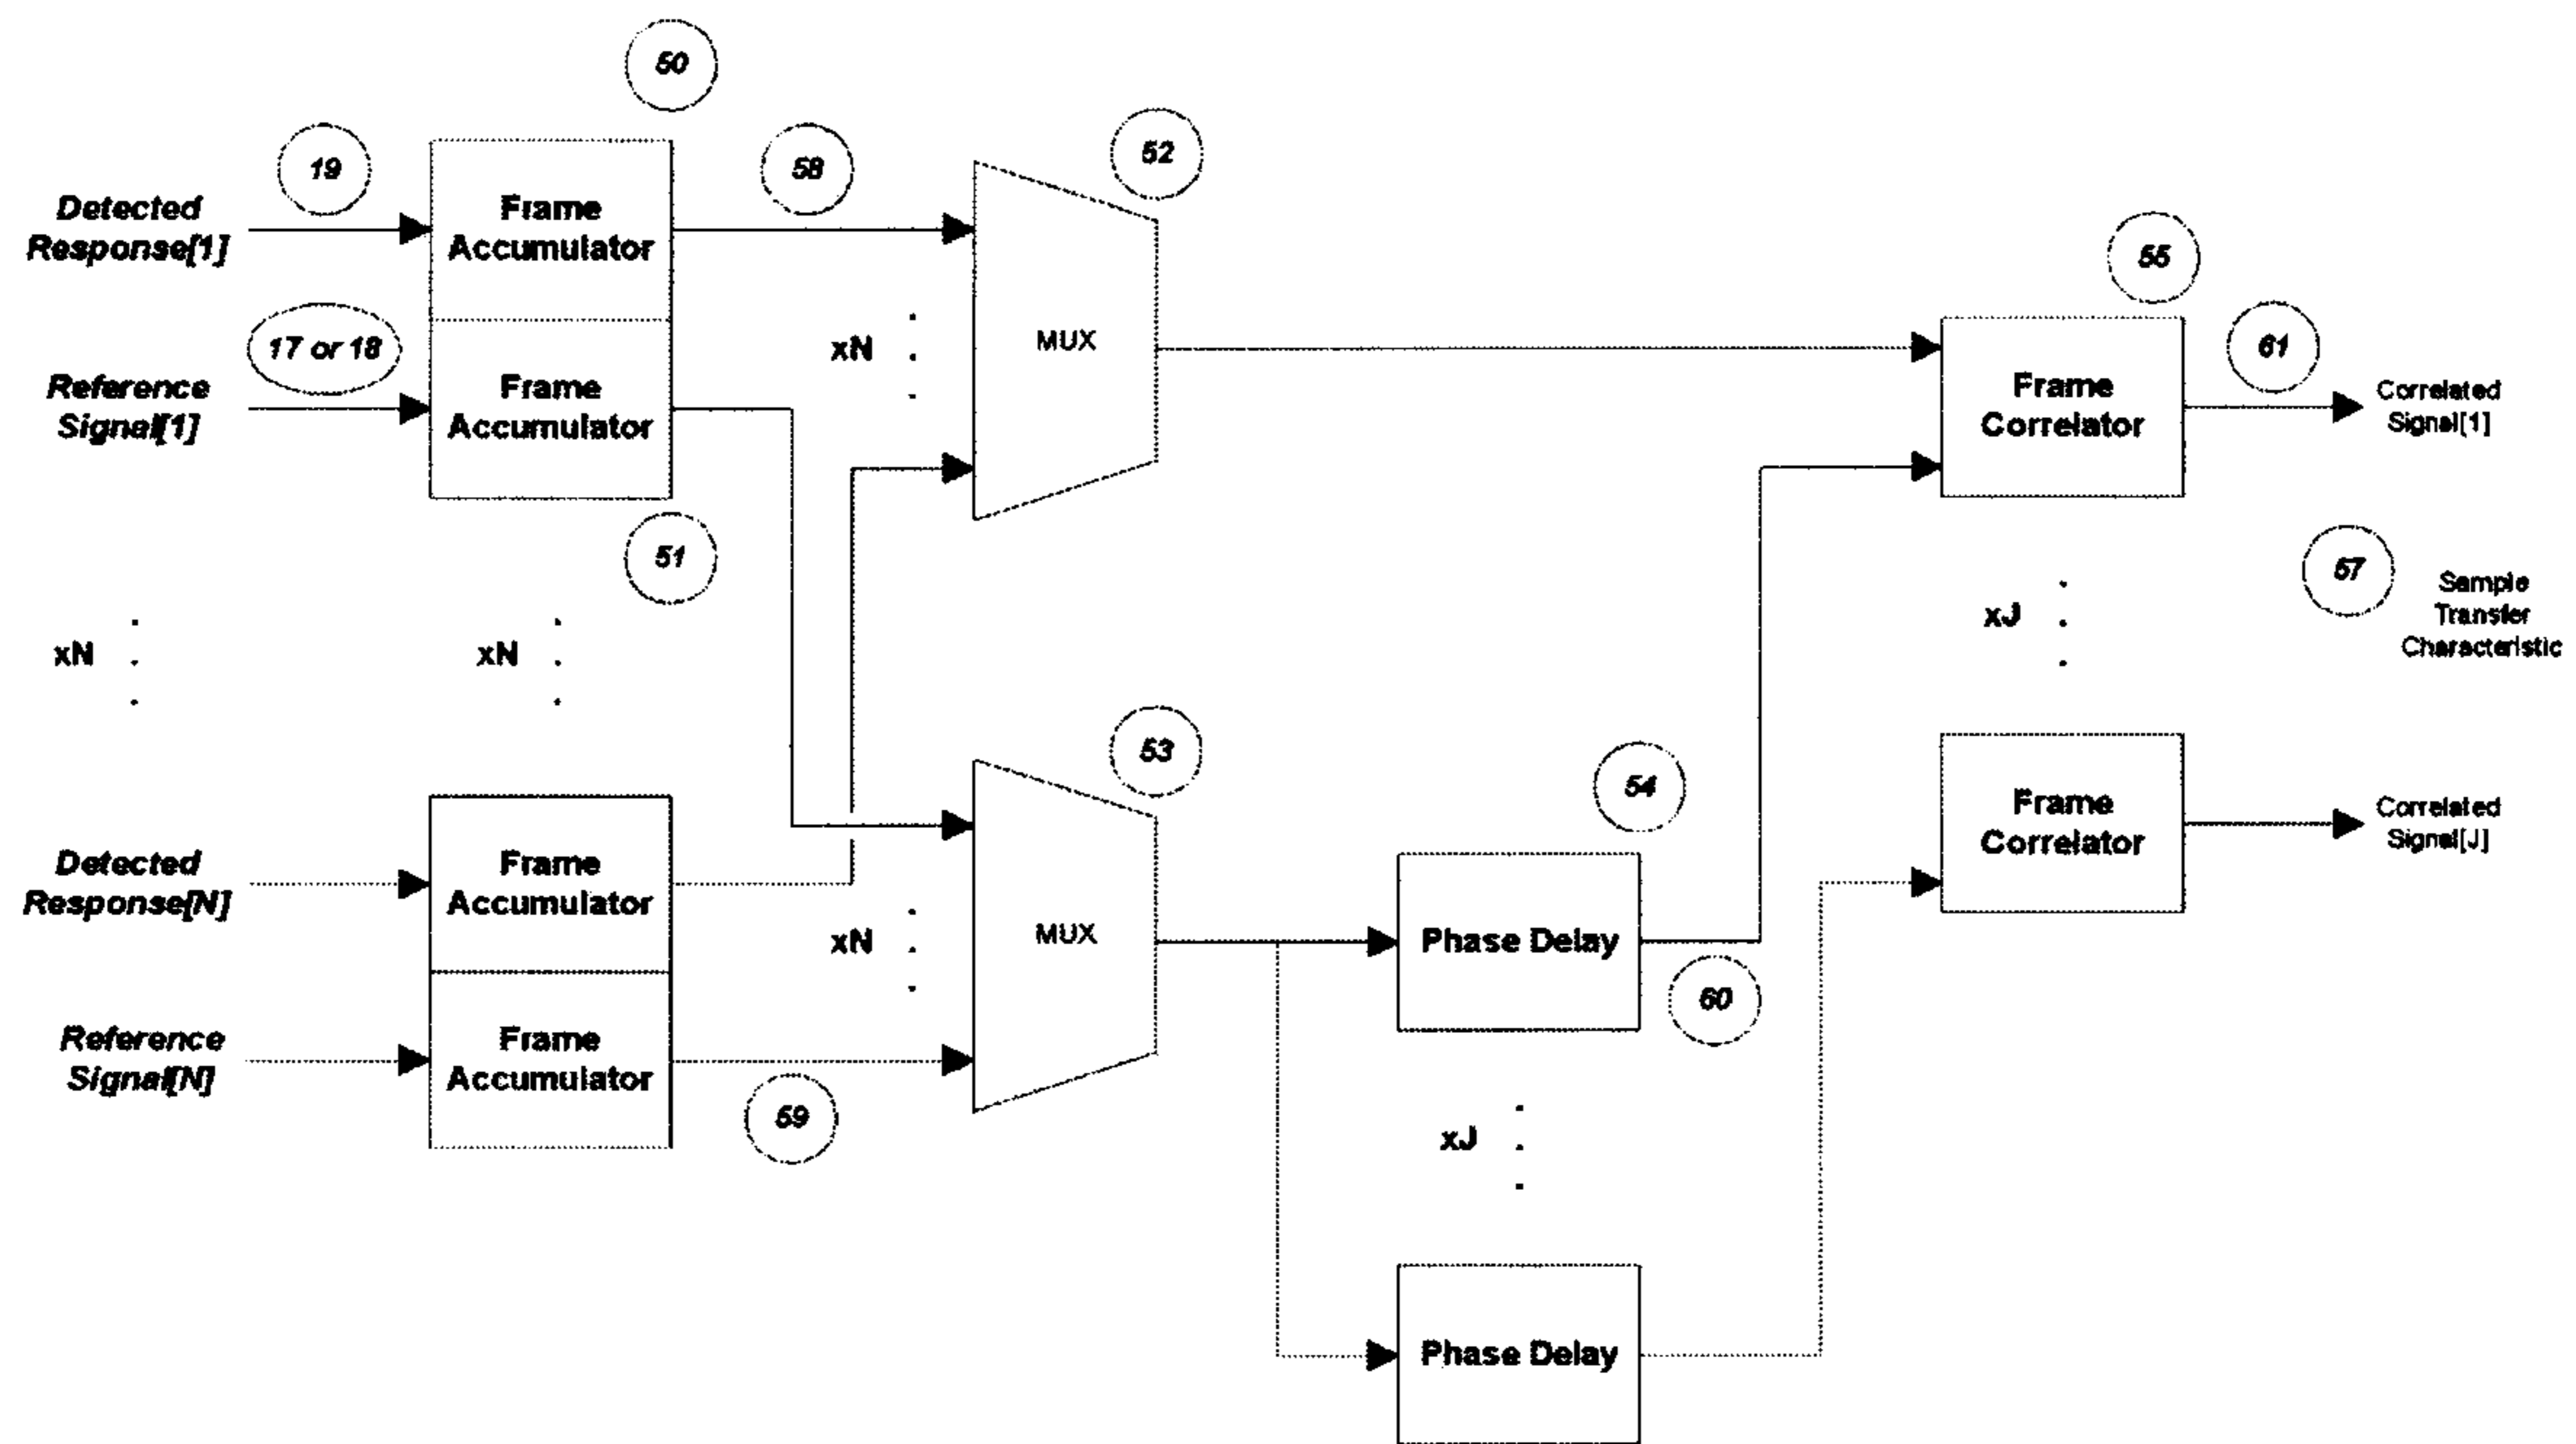 50
19
58
52
Detected
Response[1]
Frame
Accumulator
55
17 or 18
xN
MUX
61
Reference
Signal[1]
Frame
Accumulator
Frame
Correlator
Correlated
Signal[1]
51
57
Sample
Transfer
Characteristic
xN
xN
xJ
53
54
Detected
Response[N]
Frame
Accumulator
Frame
Correlator
Correlated
Signal[J]
xN
MUX
Phase Delay
60
Reference
Signal[N]
Frame
Accumulator
59
xJ
Phase Delay